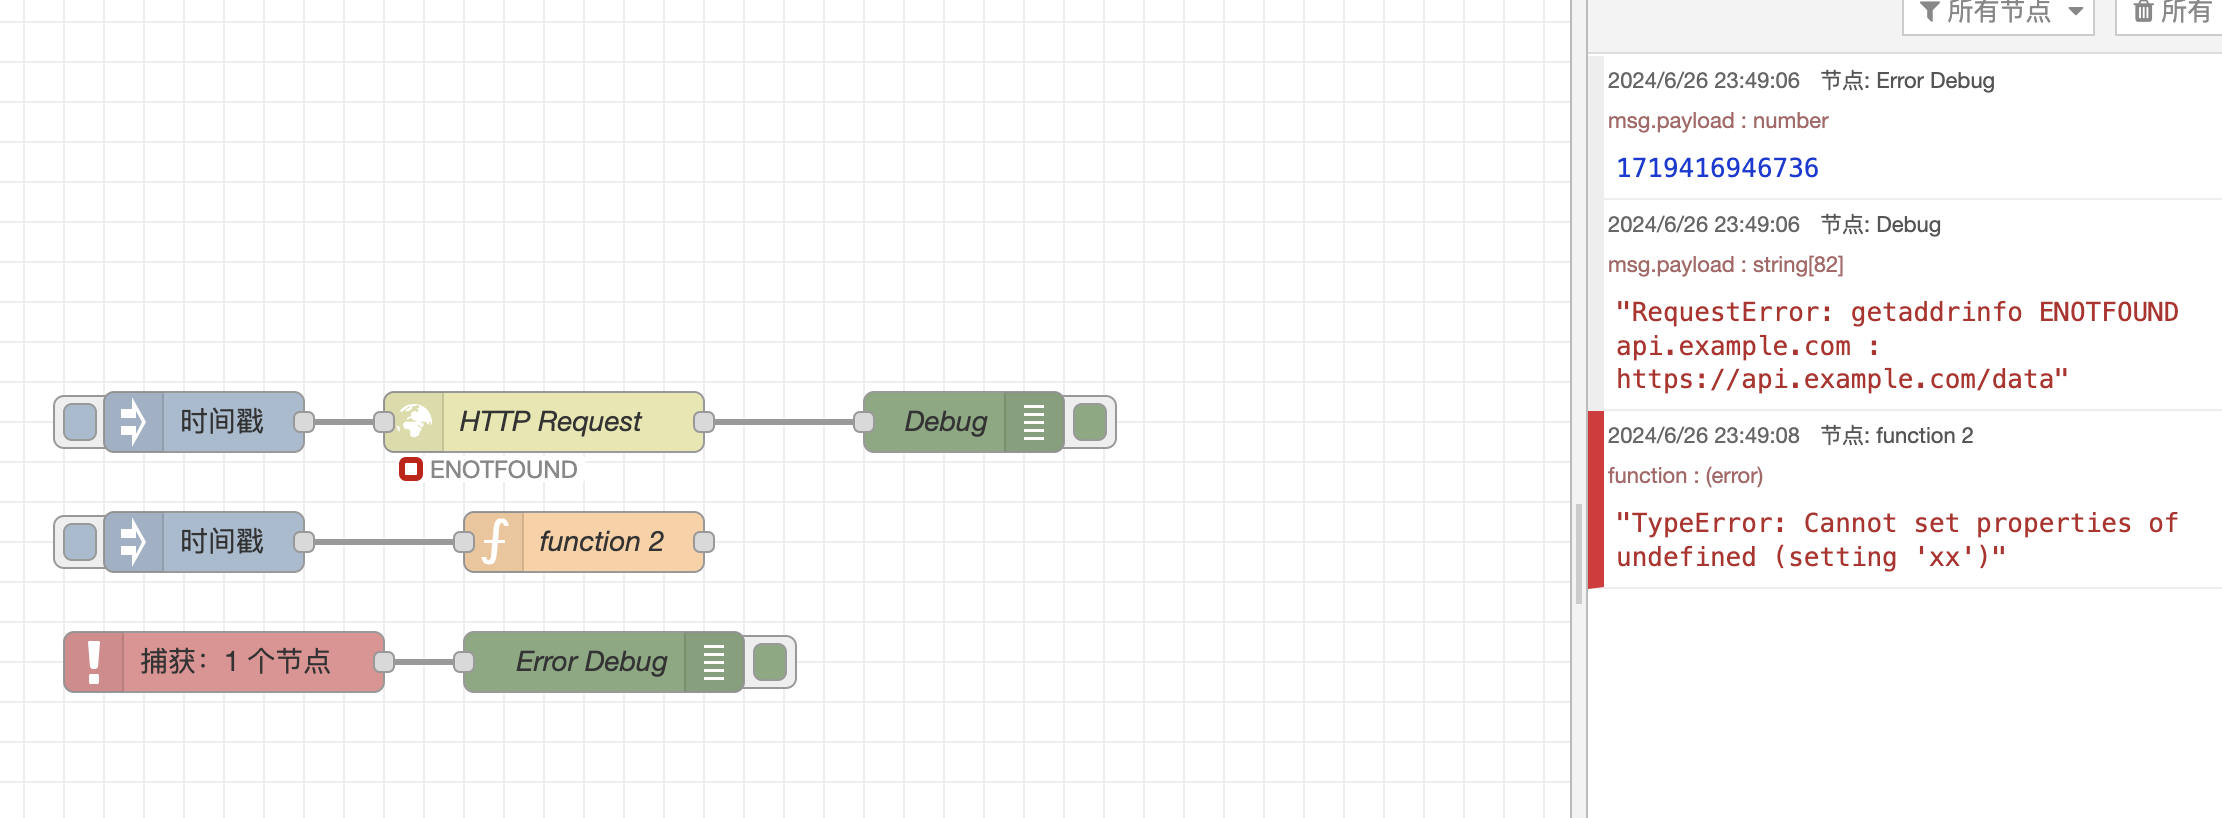 时间戳
HTTP Request
Debug
ENOTFOUND
时间戳
function 2
捕获：1 个节点
Error Debug
所有节点
所有
2024/6/26 23:49:06 节点: Error Debug
msg.payload : number
1719416946736
2024/6/26 23:49:06 节点: Debug
msg.payload : string[82]
"RequestError: getaddrinfo ENOTFOUND
api.example.com :
https://api.example.com/data"
2024/6/26 23:49:08 节点: function 2
function : (error)
"TypeError: Cannot set properties of
undefined (setting 'xx')"